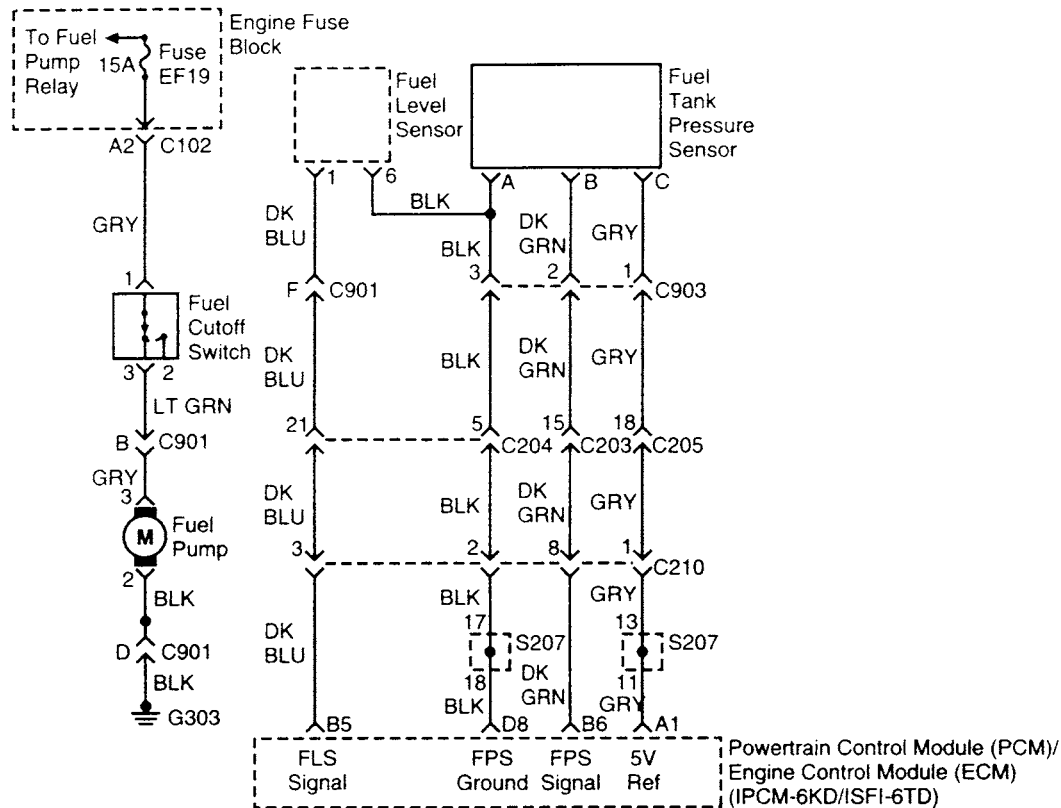 To Fuel
Pump
Relay
15A
Fuse
EF19
Engine Fuse
Block
A2
C102
GRY
1
Fuel
Cutoff
Switch
3
2
LT GRN
B
C901
GRY
3
M
Fuel
Pump
2
BLK
D
C901
BLK
G303
Fuel
Level
Sensor
Fuel
Tank
Pressure
Sensor
1
6
A
B
C
BLK
DK
BLU
BLK
DK
GRN
GRY
3
2
1
F
C901
C903
DK
BLU
BLK
DK
GRN
GRY
21
5
15
18
C204
C203
C205
DK
BLU
BLK
DK
GRN
GRY
3
2
8
1
C210
BLK
GRY
17
13
DK
BLU
S207
S207
18
DK
GRN
11
BLK
GRY
B5
D8
B6
A1
FLS
Signal
FPS
Ground
FPS
Signal
5V
Ref
Powertrain Control Module (PCM)/
Engine Control Module (ECM)
(IPCM-6KD/ISFI-6TD)